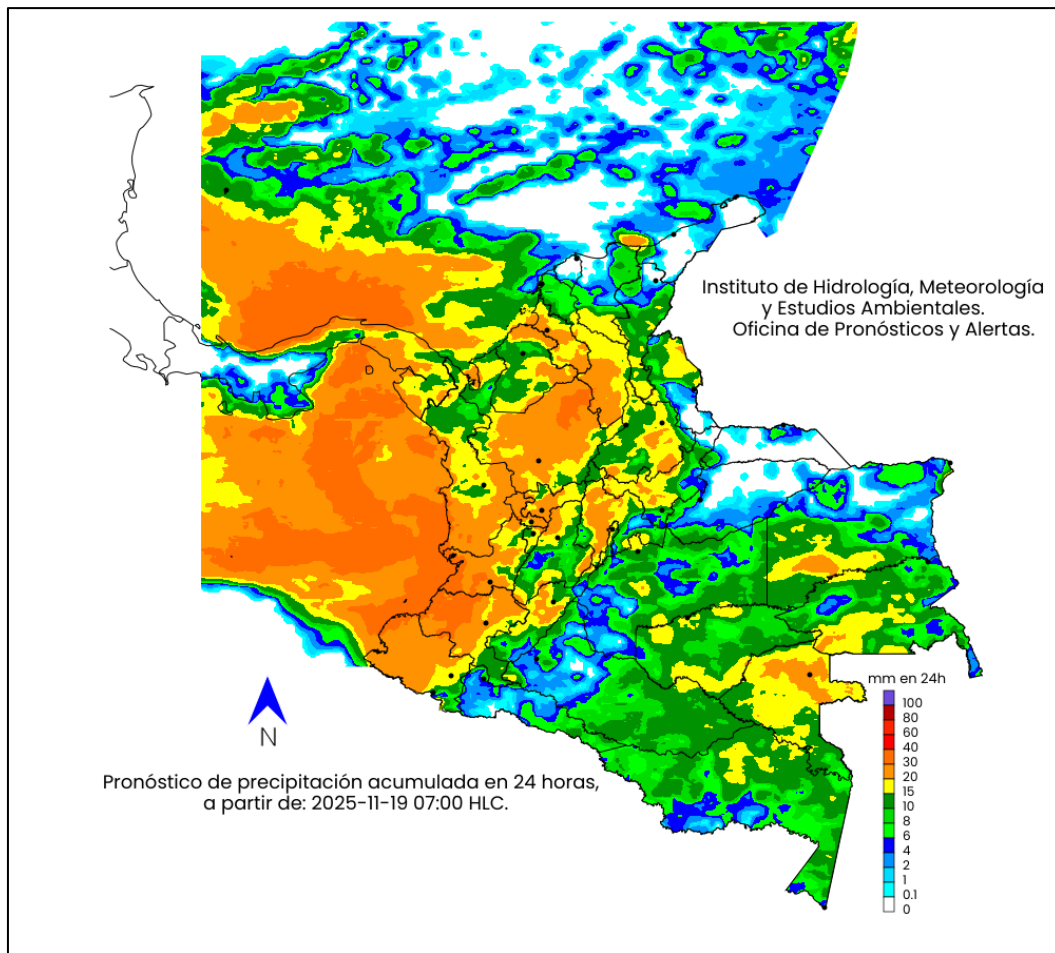 Instituto de Hidrología, Meteorología
y Estudios Ambientales.
Oficina de Pronósticos y Alertas.
mm en 24h
100
80
60
40
30
20
15
10
8
6
4
2
1
0.1
0
N
Pronóstico de precipitación acumulada en 24 horas,
a partir de: 2025-11-19 07:00 HLC.